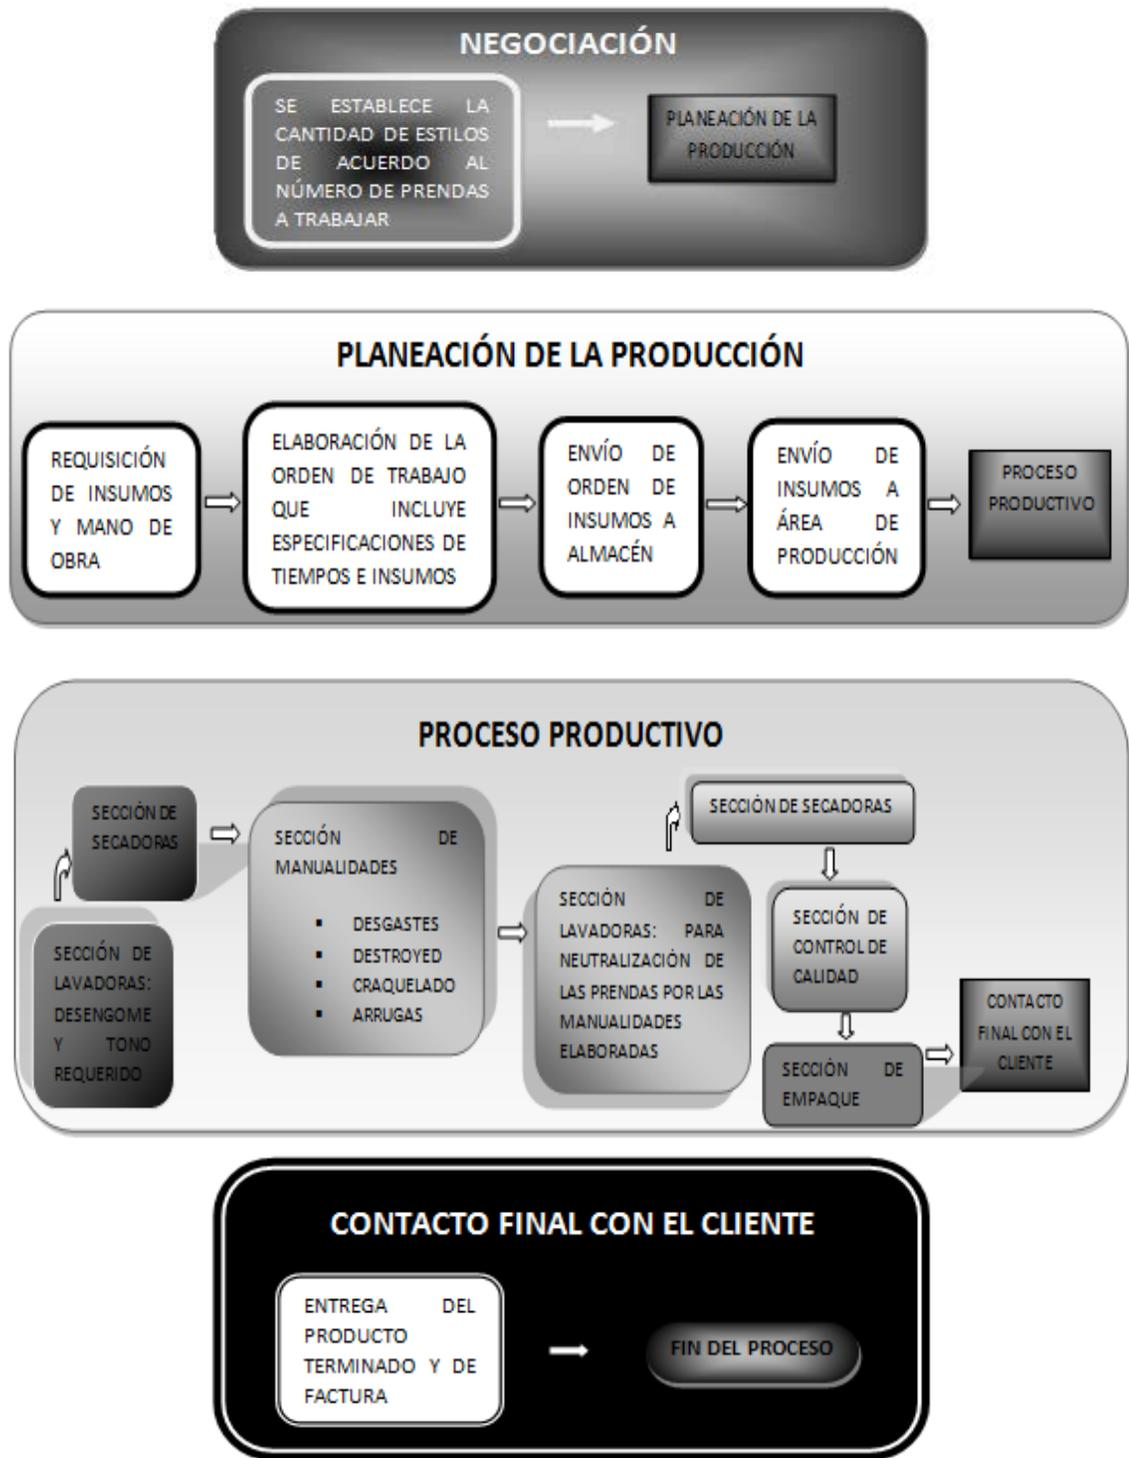 NEGOCIACIÓN
SE ESTABLECE LA
CANTIDAD DE ESTILOS
DE ACUERDO AL
NÚMERO DE PRENDAS
A TRABAJAR
PLANEACIÓN DE LA
PRODUCCIÓN
PLANEACIÓN DE LA PRODUCCIÓN
REQUISICIÓN
DE INSUMOS
Y MANO DE
OBRA
ELABORACIÓN DE LA
ORDEN DE TRABAJO
QUE INCLUYE
ESPECIFICACIONES DE
TIEMPOS E INSUMOS
ENVÍO DE
ORDEN DE
INSUMOS A
ALMACÉN
ENVÍO DE
INSUMOS A
ÁREA DE
PRODUCCIÓN
PROCESO
PRODUCTIVO
PROCESO PRODUCTIVO
SECCIÓN DE
LAVADORAS:
DESENGOME
Y TONO
REQUERIDO
SECCIÓN DE
SECADORAS
SECCIÓN DE
MANUALIDADES
▪ DESGASTES
▪ DESTROYED
▪ CRAQUELADO
▪ ARRUGAS
SECCIÓN DE
LAVADORAS: PARA
NEUTRALIZACIÓN DE
LAS PRENDAS POR LAS
MANUALIDADES
ELABORADAS
SECCIÓN DE SECADORAS
SECCIÓN DE
CONTROL DE
CALIDAD
SECCIÓN DE
EMPAQUE
CONTACTO
FINAL CON EL
CLIENTE
CONTACTO FINAL CON EL CLIENTE
ENTREGA DEL
PRODUCTO
TERMINADO Y DE
FACTURA
FIN DEL PROCESO